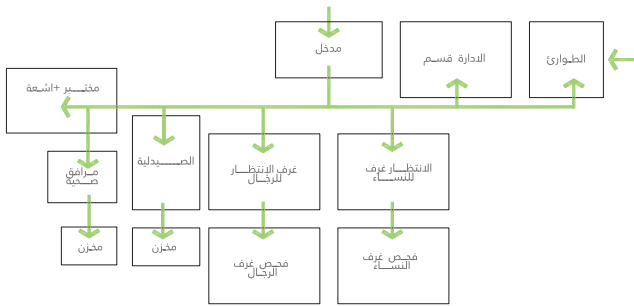 مدخل
الادارة قسم
الطوارئ
مختبر +اشعة
مرافق
صحية
الصيدلية
غرف الانتظار
للرجال
الانتظار غرف
للنساء
مخزن
مخزن
فحص غرف
الرجال
فحص غرف
النساء